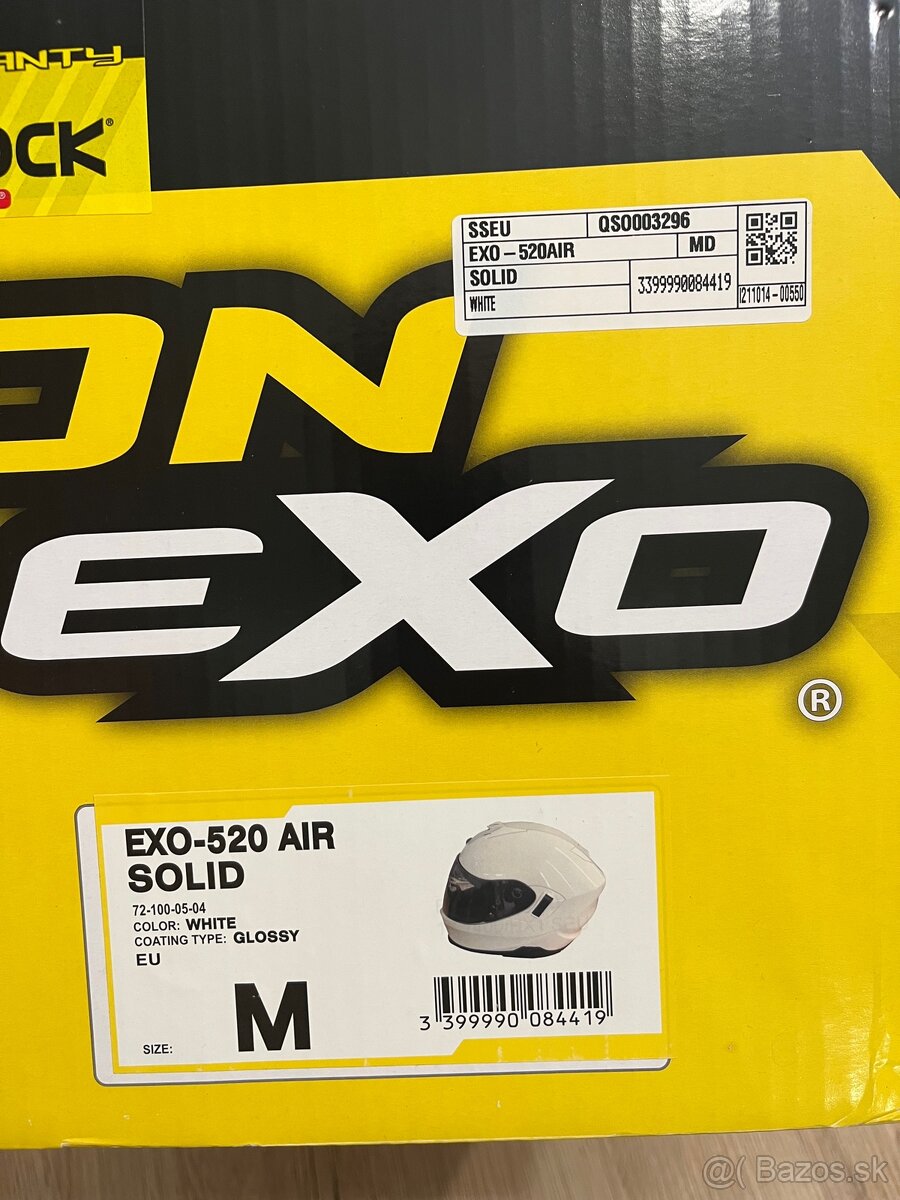 ANTY
OCK®
®
SSEU
QSO003296
EXO-520AIR
MD
SOLID
3399990084419
WHITE
I211014-00550
ON
EXO
®
EXO-520 AIR
SOLID
72-100-05-04
COLOR: WHITE
COATING TYPE: GLOSSY
EU
SIZE: M
3 399990 084419
@( Bazos.sk